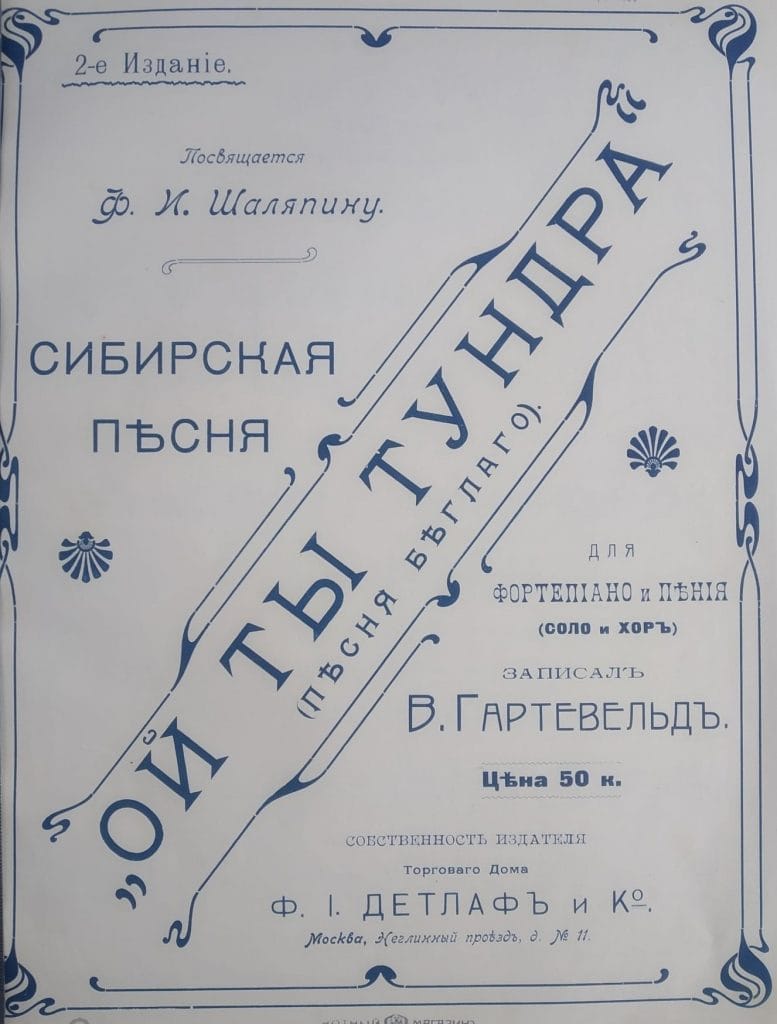 2-е Изданіе.
Посвящается
Ф. И. Шаляпину.
СИБИРСКАЯ
ПѢСНЯ
„ОЙ ТЫ ТУНДРА"
(ПѢСНЯ БѢГЛАГО).
ДЛЯ
ФОРТЕПІАНО и ПѢНІЯ
(СОЛО и ХОРЪ)
ЗАПИСАЛЪ
В. ГАРТЕВЕЛЬДЪ.
Цѣна 50 к.
СОБСТВЕННОСТЬ ИЗДАТЕЛЯ
Торговаго Дома
Ф. І. ДЕТЛАФЪ и Ко.
Москва, Неглинный проѣздъ, д. № 11.
МАГАЗИНЪ